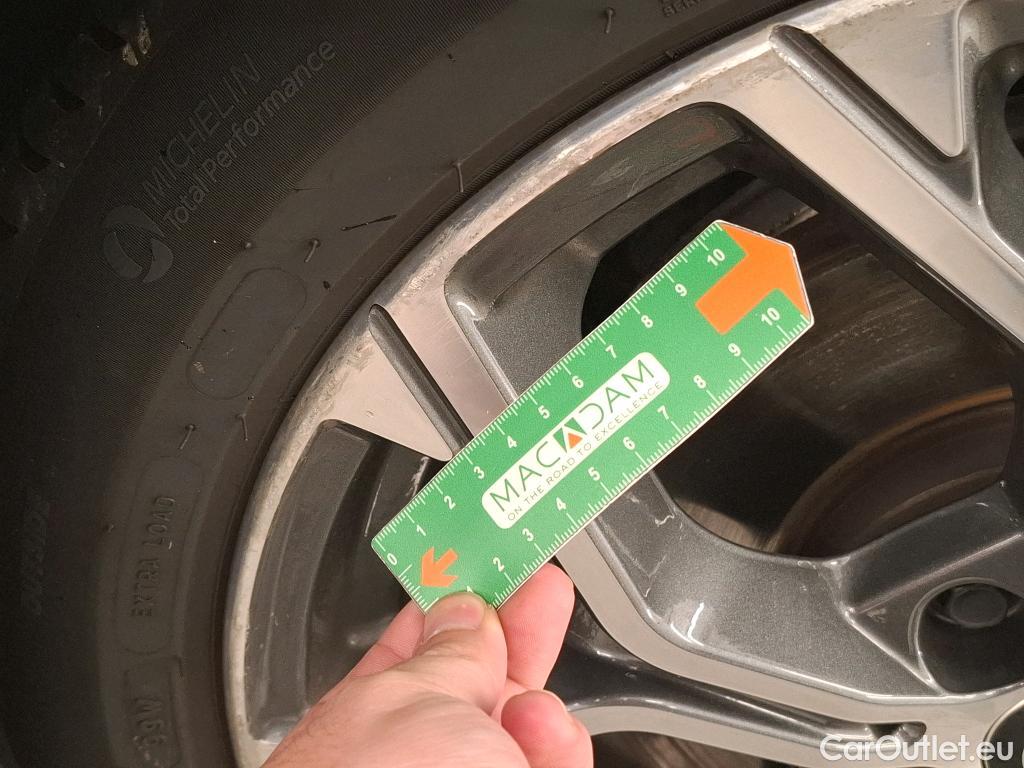 MICHELIN
Total Performance
EXTRA LOAD
MACADAM
ON THE ROAD TO EXCELLENCE
0 1 2 3 4 5 6 7 8 9 10
1 2 3 4 5 6 7 8 9 10
CarOutlet.eu